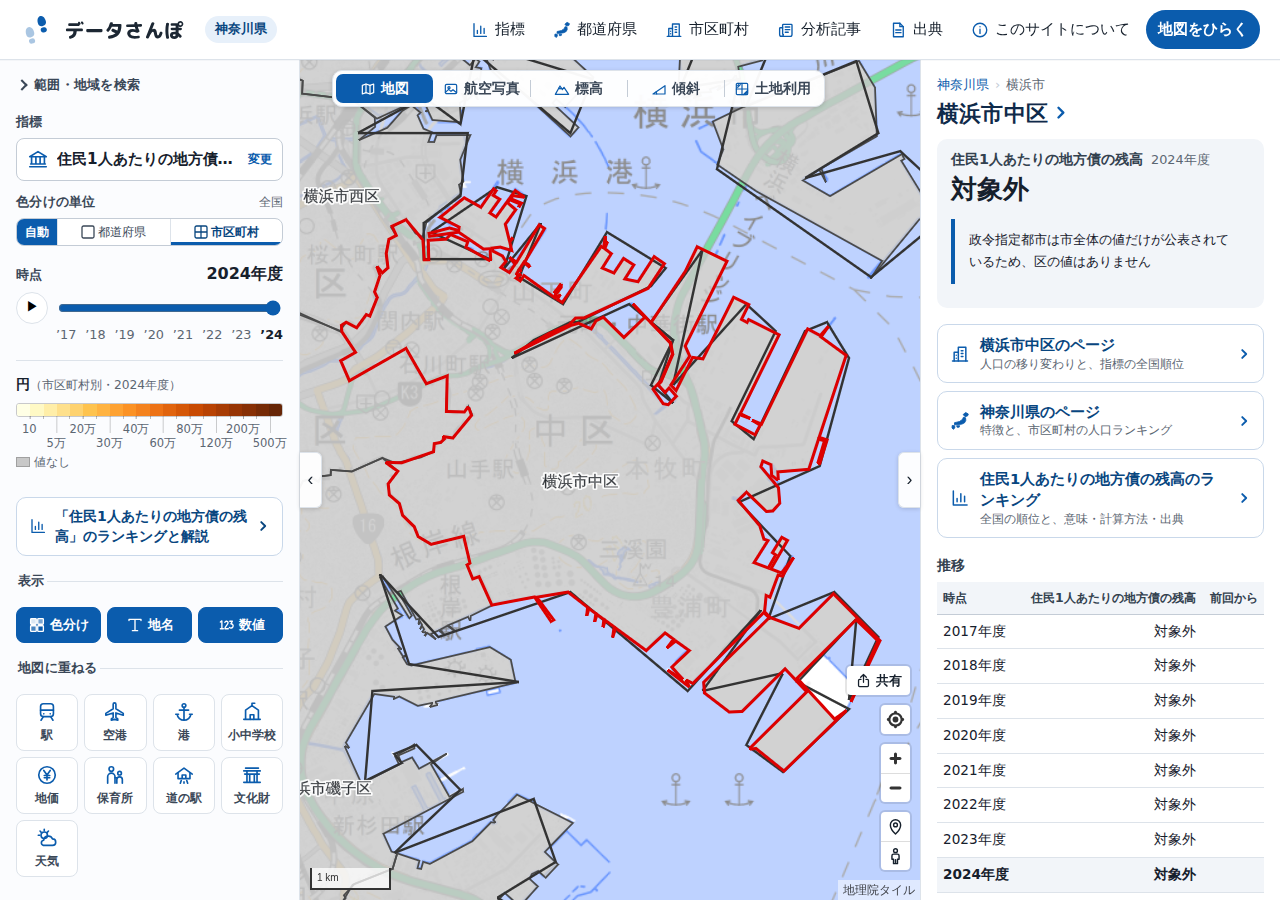 データさんぽ
神奈川県
指標
都道府県
市区町村
分析記事
出典
このサイトについて
地図をひらく
範囲・地域を検索
指標
住民1人あたりの地方債…
変更
色分けの単位
全国
自動
都道府県
市区町村
時点
2024年度
’17 ’18 ’19 ’20 ’21 ’22 ’23 ’24
円（市区町村別・2024年度）
10 20万 40万 80万 200万
5万 30万 60万 120万 500万
値なし
「住民1人あたりの地方債の残
高」のランキングと解説
表示
色分け
地名
数値
地図に重ねる
駅
空港
港
小中学校
地価
保育所
道の駅
文化財
天気
地図
航空写真
標高
傾斜
土地利用
横浜市
横浜港
横浜市西区
桜木町駅
区
山下町
関内駅
石川町駅
区
中区
山手駅
本牧町
横浜市中区
16
根岸線
三溪園
豊浦町
根岸駅
浜市磯子区
新杉田駅
1 km
共有
地理院タイル
神奈川県 › 横浜市
横浜市中区
住民1人あたりの地方債の残高 2024年度
対象外
政令指定都市は市全体の値だけが公表されて
いるため、区の値はありません
横浜市中区のページ
人口の移り変わりと、指標の全国順位
神奈川県のページ
特徴と、市区町村の人口ランキング
住民1人あたりの地方債の残高のラ
ンキング
全国の順位と、意味・計算方法・出典
推移
時点 住民1人あたりの地方債の残高 前回から
2017年度 対象外
2018年度 対象外
2019年度 対象外
2020年度 対象外
2021年度 対象外
2022年度 対象外
2023年度 対象外
2024年度 対象外